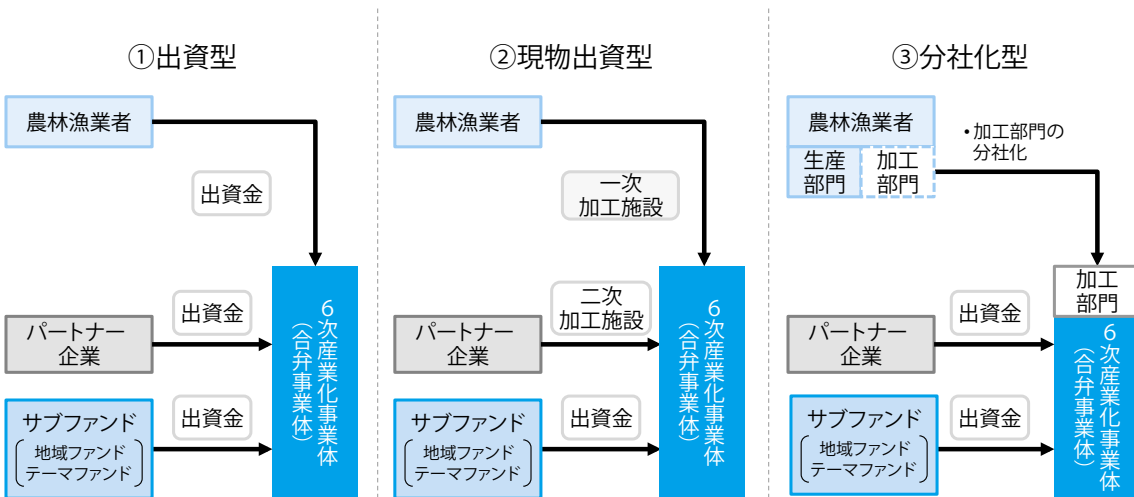 ①出資型
農林漁業者
出資金
出資金
パートナー
企業
出資金
サブファンド
地域ファンド
テーマファンド
6次産業化事業体
（合弁事業体）
②現物出資型
農林漁業者
一次
加工施設
二次
加工施設
パートナー
企業
出資金
サブファンド
地域ファンド
テーマファンド
6次産業化事業体
（合弁事業体）
③分社化型
農林漁業者
生産
部門
加工
部門
・加工部門の
分社化
加工
部門
出資金
パートナー
企業
出資金
サブファンド
地域ファンド
テーマファンド
6次産業化事業体
（合弁事業体）